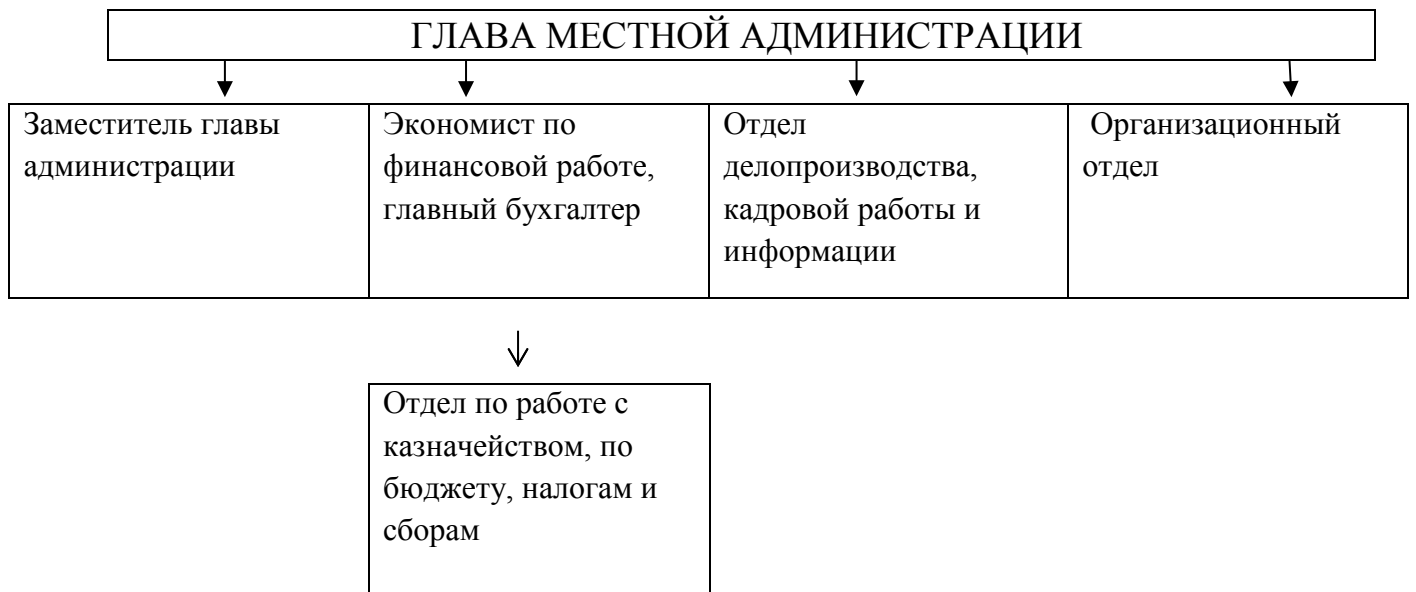 ГЛАВА МЕСТНОЙ АДМИНИСТРАЦИИ
Заместитель главы
администрации
Экономист по
финансовой работе,
главный бухгалтер
Отдел
делопроизводства,
кадровой работы и
информации
Организационный
отдел
Отдел по работе с
казначейством, по
бюджету, налогам и
сборам